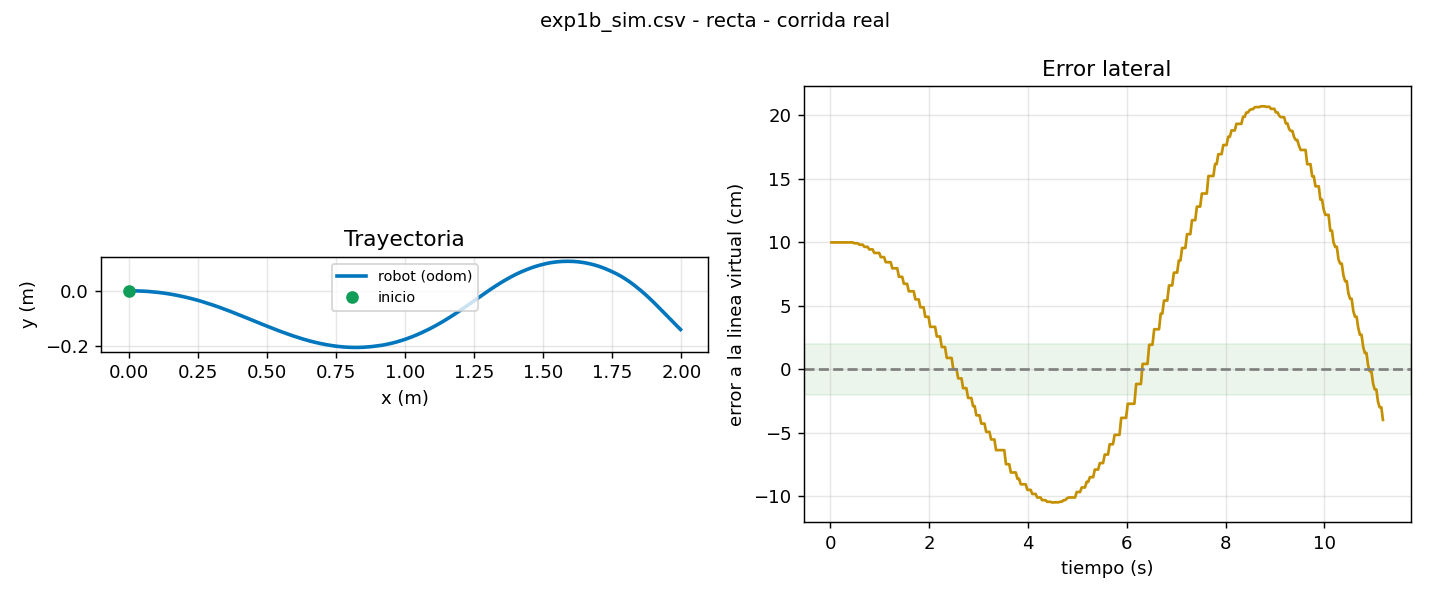 exp1b_sim.csv - recta - corrida real
Trayectoria
robot (odom)
inicio
0.0
−0.2
y (m)
0.00 0.25 0.50 0.75 1.00 1.25 1.50 1.75 2.00
x (m)
Error lateral
20
15
10
5
0
−5
−10
error a la linea virtual (cm)
0 2 4 6 8 10
tiempo (s)